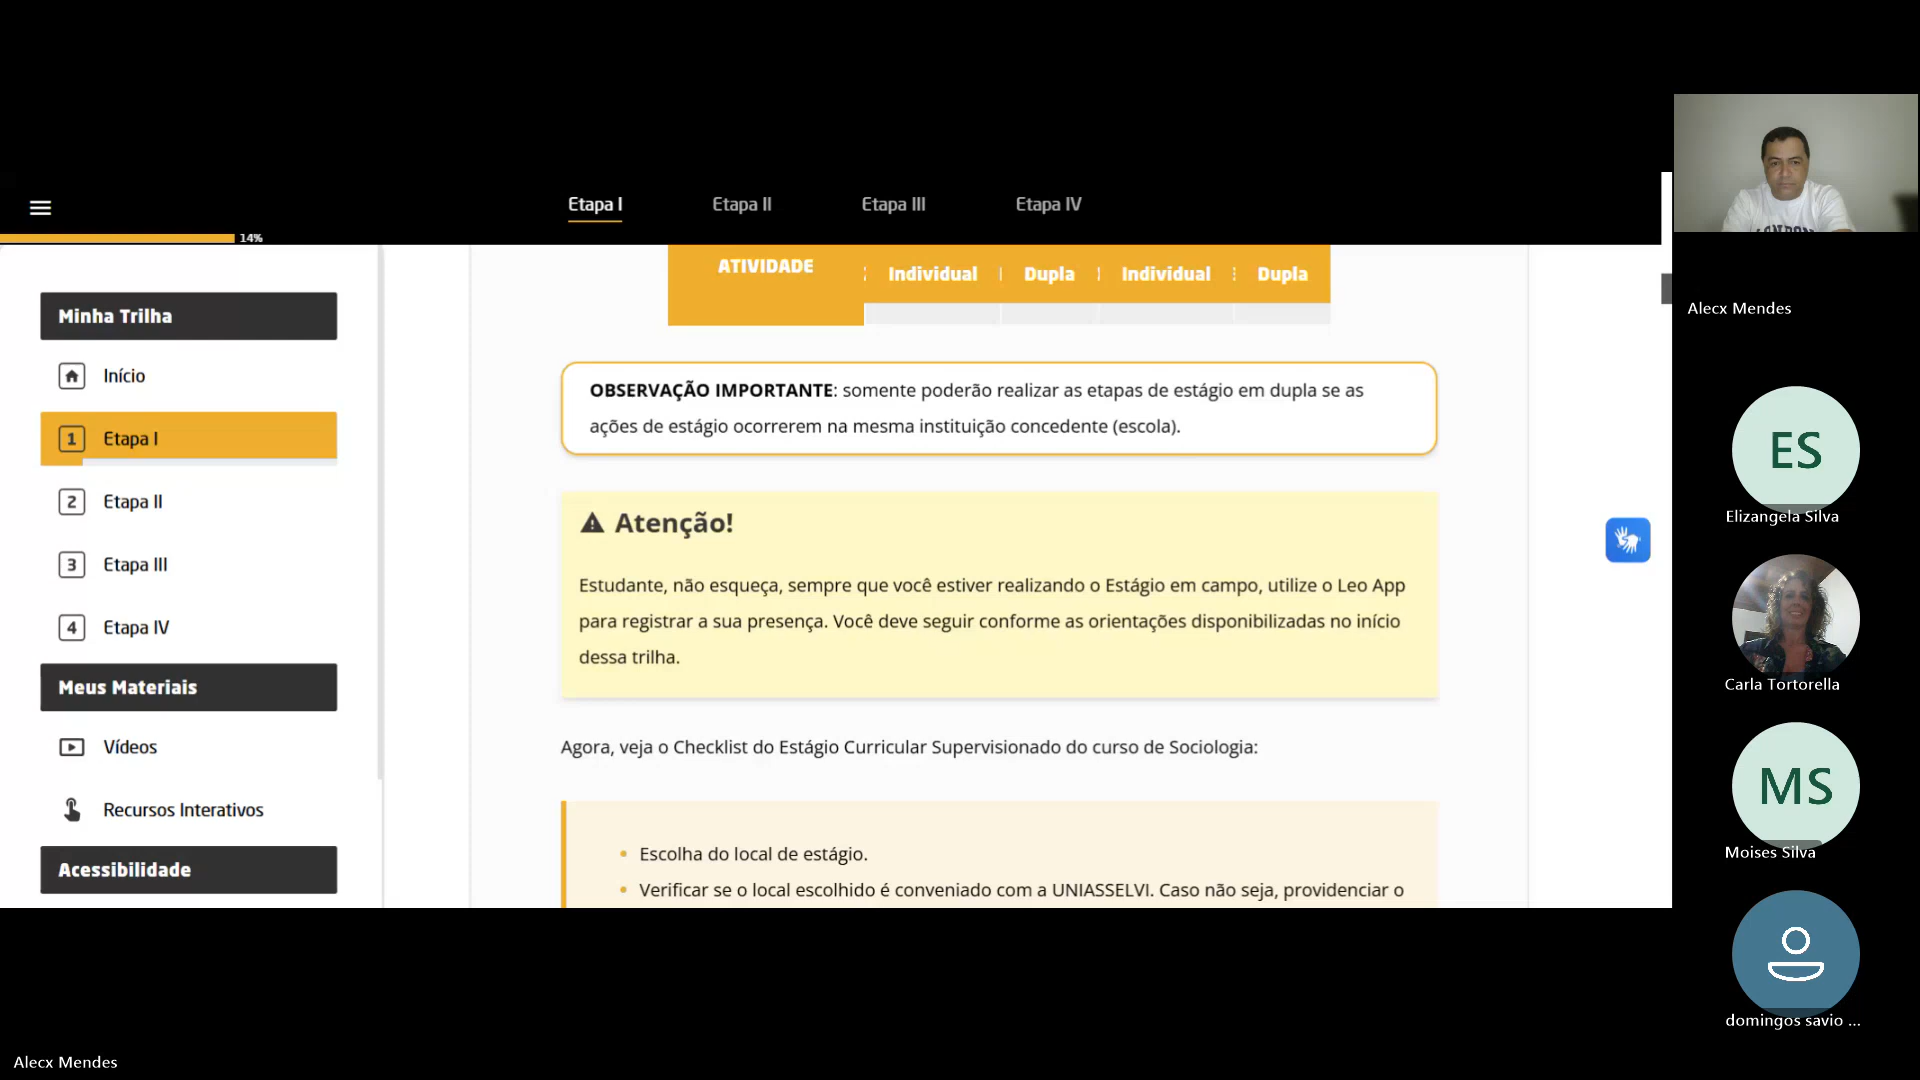 Etapa I
Etapa II
Etapa III
Etapa IV
14%
Minha Trilha
Início
1 Etapa I
2 Etapa II
3 Etapa III
4 Etapa IV
Meus Materiais
Vídeos
Recursos Interativos
Acessibilidade
ATIVIDADE
Individual
Dupla
Individual
Dupla
OBSERVAÇÃO IMPORTANTE: somente poderão realizar as etapas de estágio em dupla se as
ações de estágio ocorrerem na mesma instituição concedente (escola).
Atenção!
Estudante, não esqueça, sempre que você estiver realizando o Estágio em campo, utilize o Leo App
para registrar a sua presença. Você deve seguir conforme as orientações disponibilizadas no início
dessa trilha.
Agora, veja o Checklist do Estágio Curricular Supervisionado do curso de Sociologia:
• Escolha do local de estágio.
• Verificar se o local escolhido é conveniado com a UNIASSELVI. Caso não seja, providenciar o
Alecx Mendes
ES
Elizangela Silva
Carla Tortorella
MS
Moises Silva
domingos savio ...
Alecx Mendes